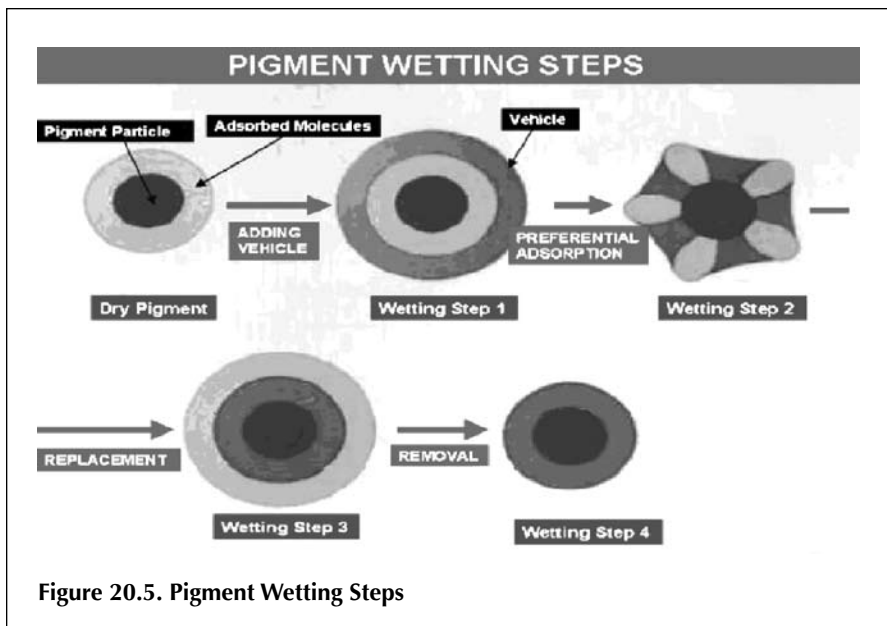 PIGMENT WETTING STEPS
Pigment Particle
Adsorbed Molecules
Vehicle
ADDING
VEHICLE
PREFERENTIAL
ADSORPTION
Dry Pigment
Wetting Step 1
Wetting Step 2
REPLACEMENT
REMOVAL
Wetting Step 3
Wetting Step 4
Figure 20.5. Pigment Wetting Steps